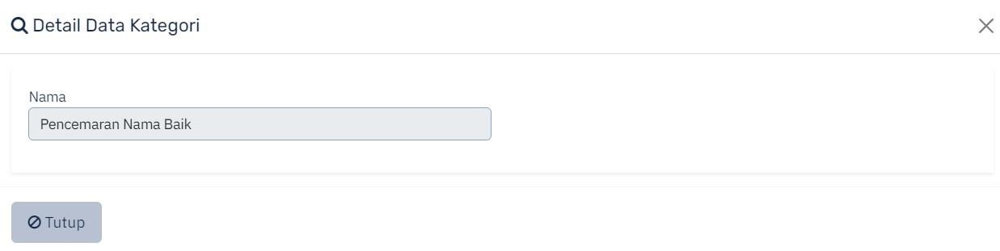 Detail Data Kategori
Nama
Pencemaran Nama Baik
Tutup